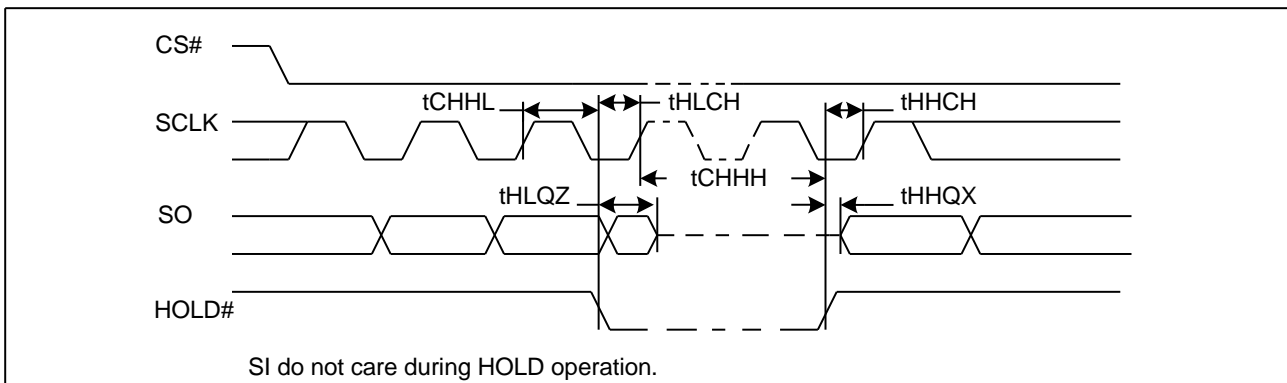 CS#
tCHHL
tHLCH
tHHCH
SCLK
tCHHH
tHLQZ
tHHQX
SO
HOLD#
SI do not care during HOLD operation.